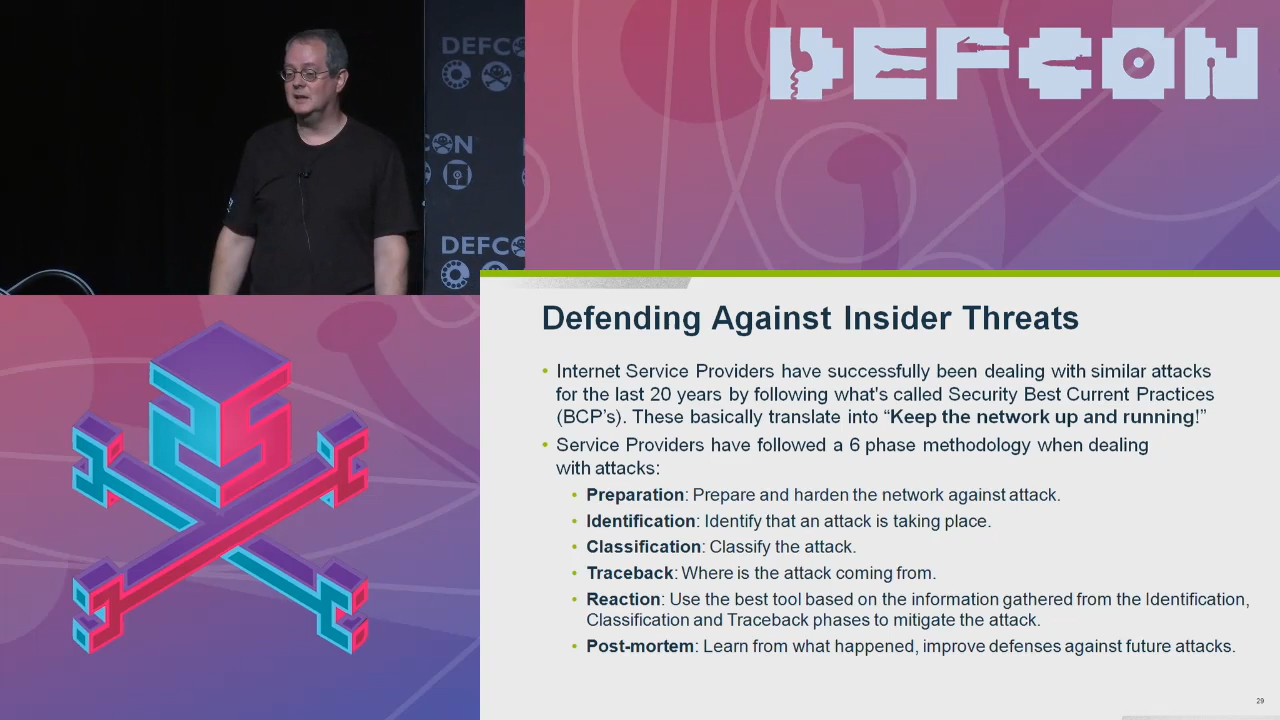 DEFCON
DEFCO
CON
DEFCO
Defending Against Insider Threats
• Internet Service Providers have successfully been dealing with similar attacks
for the last 20 years by following what's called Security Best Current Practices
(BCP's). These basically translate into “Keep the network up and running!”
• Service Providers have followed a 6 phase methodology when dealing
with attacks:
• Preparation: Prepare and harden the network against attack.
• Identification: Identify that an attack is taking place.
• Classification: Classify the attack.
• Traceback: Where is the attack coming from.
• Reaction: Use the best tool based on the information gathered from the Identification,
Classification and Traceback phases to mitigate the attack.
• Post-mortem: Learn from what happened, improve defenses against future attacks.
29